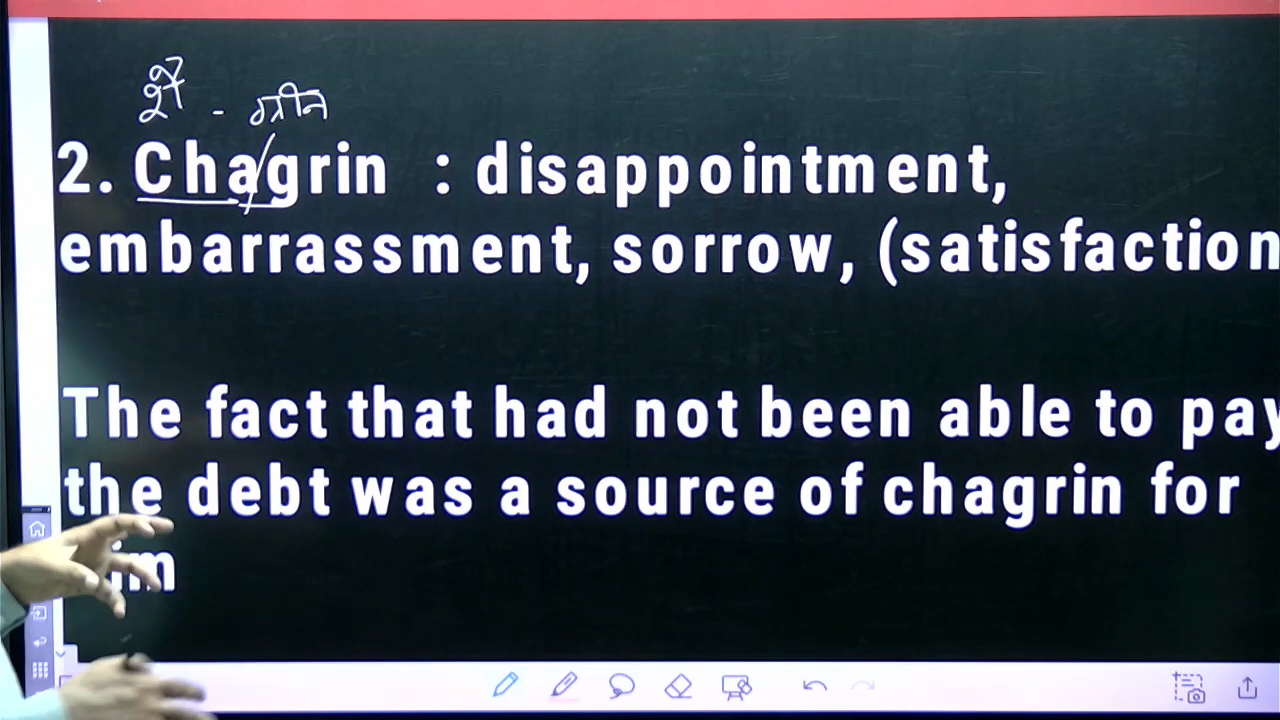 शै - ग्रीन
2. Chagrin : disappointment,
embarrassment, sorrow, (satisfaction
The fact that had not been able to pay
the debt was a source of chagrin for